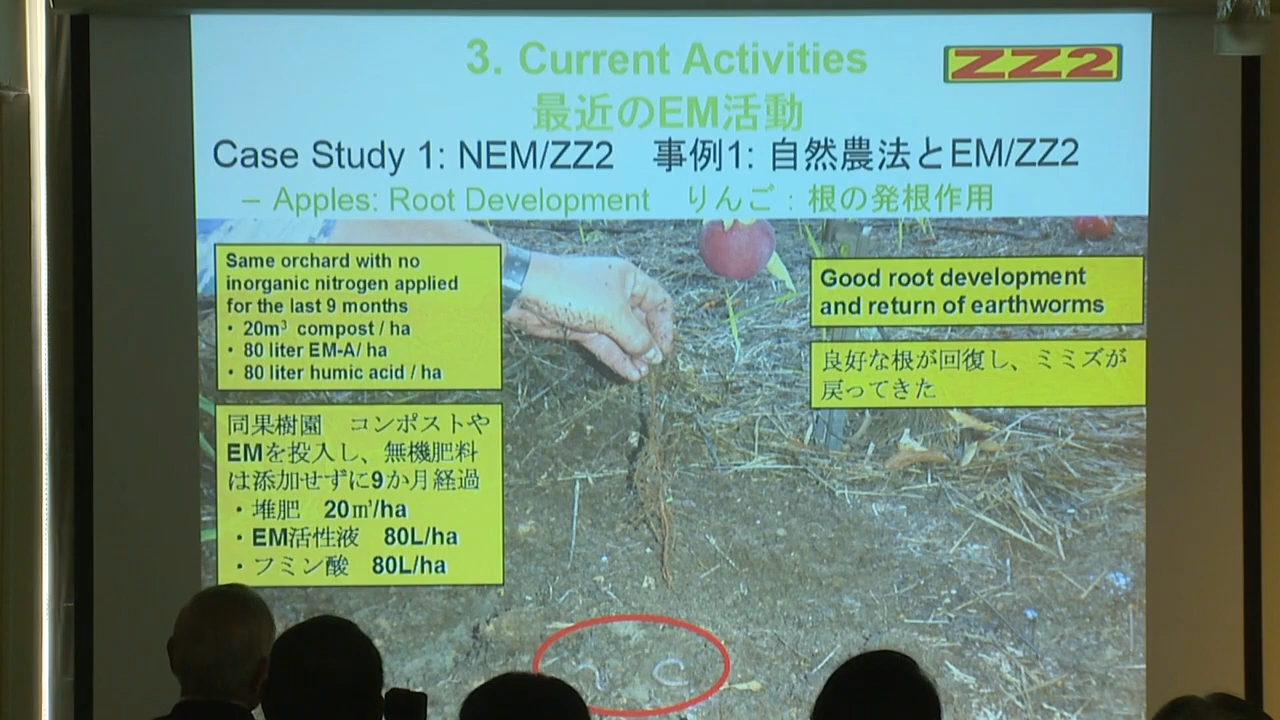 3. Current Activities
ZZ2
最近のEM活動
Case Study 1: NEM/ZZ2 事例1: 自然農法とEM/ZZ2
– Apples: Root Development りんご：根の発根作用
Same orchard with no
inorganic nitrogen applied
for the last 9 months
• 20m³ compost / ha
• 80 liter EM-A/ ha
• 80 liter humic acid / ha
同果樹園 コンポストや
EMを投入し、無機肥料
は添加せずに9か月経過
・堆肥 20㎥/ha
・EM活性液 80L/ha
・フミン酸 80L/ha
Good root development
and return of earthworms
良好な根が回復し、ミミズが
戻ってきた